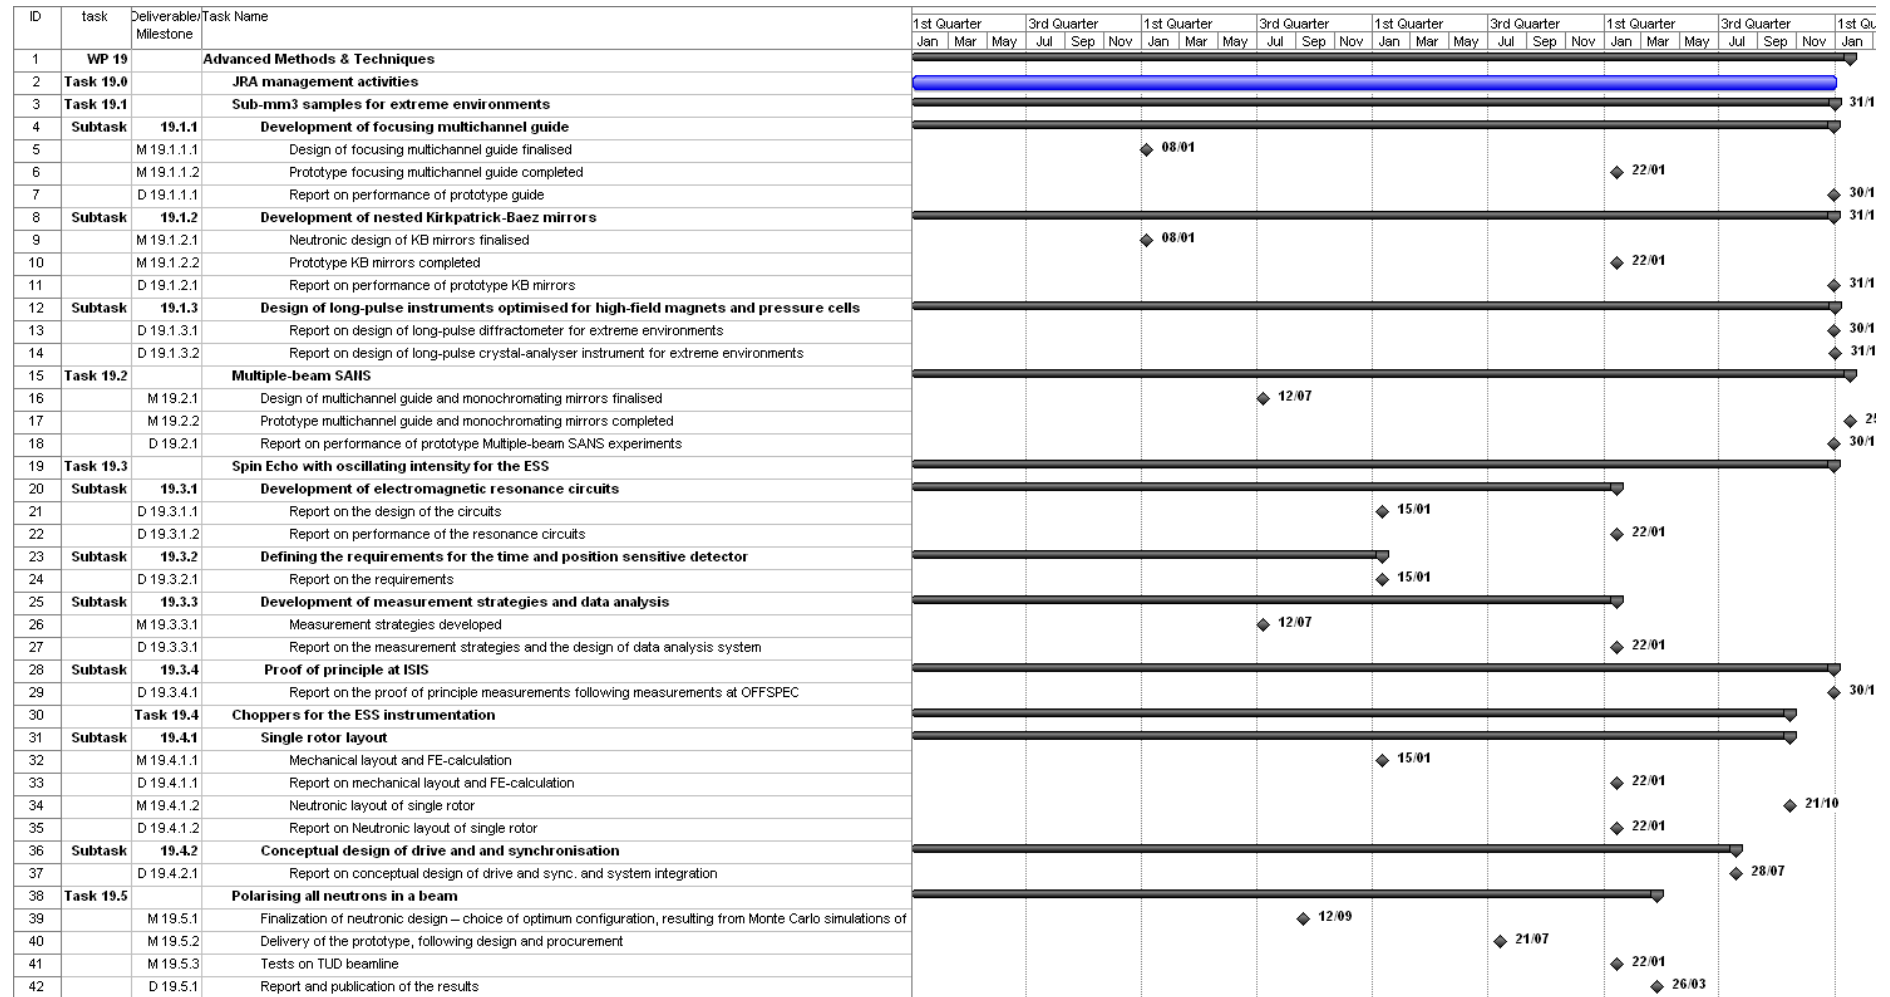 ID task Deliverable/ Task Name
Milestone
1st Quarter 3rd Quarter 1st Quarter 3rd Quarter 1st Quarter 3rd Quarter 1st Quarter 3rd Quarter 1st Qu
Jan Mar May Jul Sep Nov Jan Mar May Jul Sep Nov Jan Mar May Jul Sep Nov Jan Mar May Jul Sep Nov Jan
1 WP 19 Advanced Methods & Techniques
2 Task 19.0 JRA management activities
3 Task 19.1 Sub-mm3 samples for extreme environments 31/1
4 Subtask 19.1.1 Development of focusing multichannel guide
5 M 19.1.1.1 Design of focusing multichannel guide finalised 08/01
6 M 19.1.1.2 Prototype focusing multichannel guide completed 22/01
7 D 19.1.1.1 Report on performance of prototype guide 30/1
8 Subtask 19.1.2 Development of nested Kirkpatrick-Baez mirrors 31/1
9 M 19.1.2.1 Neutronic design of KB mirrors finalised 08/01
10 M 19.1.2.2 Prototype KB mirrors completed 22/01
11 D 19.1.2.1 Report on performance of prototype KB mirrors 31/1
12 Subtask 19.1.3 Design of long-pulse instruments optimised for high-field magnets and pressure cells
13 D 19.1.3.1 Report on design of long-pulse diffractometer for extreme environments 30/1
14 D 19.1.3.2 Report on design of long-pulse crystal-analyser instrument for extreme environments 31/1
15 Task 19.2 Multiple-beam SANS
16 M 19.2.1 Design of multichannel guide and monochromating mirrors finalised 12/07
17 M 19.2.2 Prototype multichannel guide and monochromating mirrors completed 25
18 D 19.2.1 Report on performance of prototype Multiple-beam SANS experiments 30/1
19 Task 19.3 Spin Echo with oscillating intensity for the ESS
20 Subtask 19.3.1 Development of electromagnetic resonance circuits
21 D 19.3.1.1 Report on the design of the circuits 15/01
22 D 19.3.1.2 Report on performance of the resonance circuits 22/01
23 Subtask 19.3.2 Defining the requirements for the time and position sensitive detector
24 D 19.3.2.1 Report on the requirements 15/01
25 Subtask 19.3.3 Development of measurement strategies and data analysis
26 M 19.3.3.1 Measurement strategies developed 12/07
27 D 19.3.3.1 Report on the measurement strategies and the design of data analysis system 22/01
28 Subtask 19.3.4 Proof of principle at ISIS
29 D 19.3.4.1 Report on the proof of principle measurements following measurements at OFFSPEC 30/1
30 Task 19.4 Choppers for the ESS instrumentation
31 Subtask 19.4.1 Single rotor layout
32 M 19.4.1.1 Mechanical layout and FE-calculation 15/01
33 D 19.4.1.1 Report on mechanical layout and FE-calculation 22/01
34 M 19.4.1.2 Neutronic layout of single rotor 21/10
35 D 19.4.1.2 Report on Neutronic layout of single rotor 22/01
36 Subtask 19.4.2 Conceptual design of drive and and synchronisation
37 D 19.4.2.1 Report on conceptual design of drive and sync. and system integration 28/07
38 Task 19.5 Polarising all neutrons in a beam
39 M 19.5.1 Finalization of neutronic design – choice of optimum configuration, resulting from Monte Carlo simulations of 12/09
40 M 19.5.2 Delivery of the prototype, following design and procurement 21/07
41 M 19.5.3 Tests on TUD beamline 22/01
42 D 19.5.1 Report and publication of the results 26/03